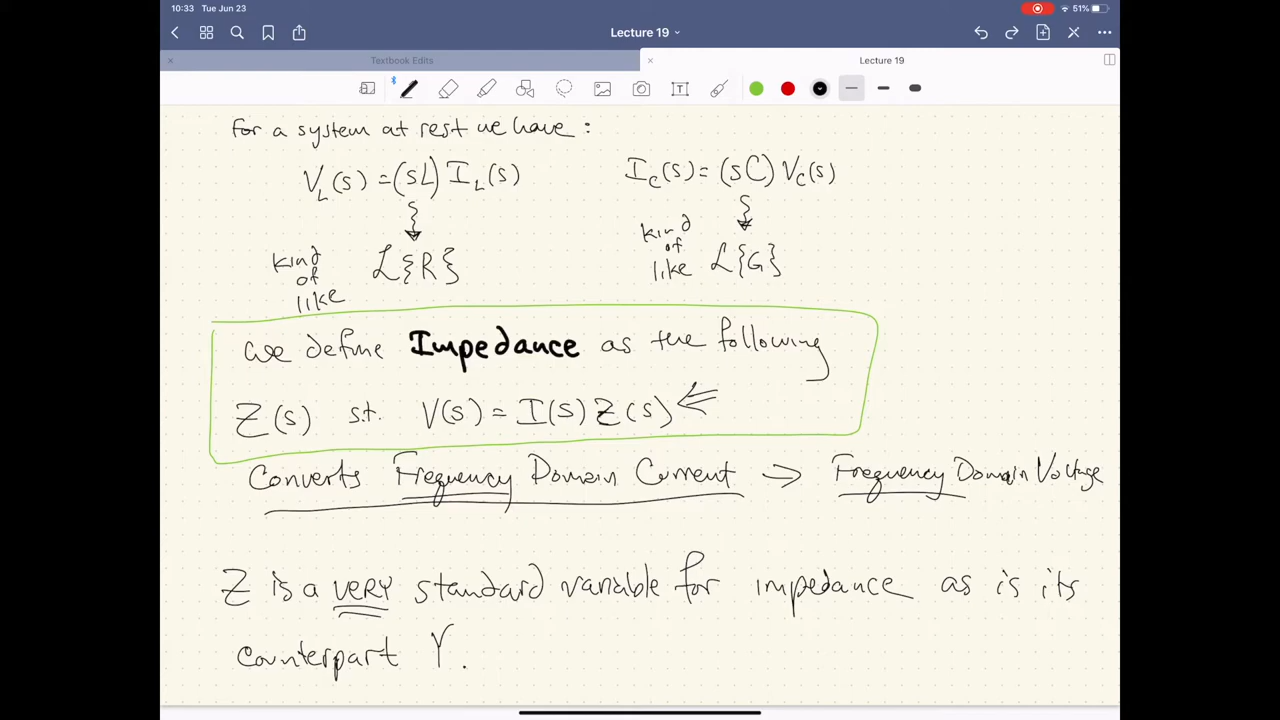 10:33 Tue Jun 23
51%
Lecture 19
Textbook Edits
Lecture 19
For a system at rest we have:
V_L(s) = (sL) I_L(s)
I_C(s) = (sC) V_C(s)
kind of like ℒ{R}
kind of like ℒ{G}
We define Impedance as the following
Z(s) s.t. V(s) = I(s) Z(s)
Converts Frequency Domain Current → Frequency Domain Voltage
Z is a VERY standard variable for impedance as is its
counterpart Y.